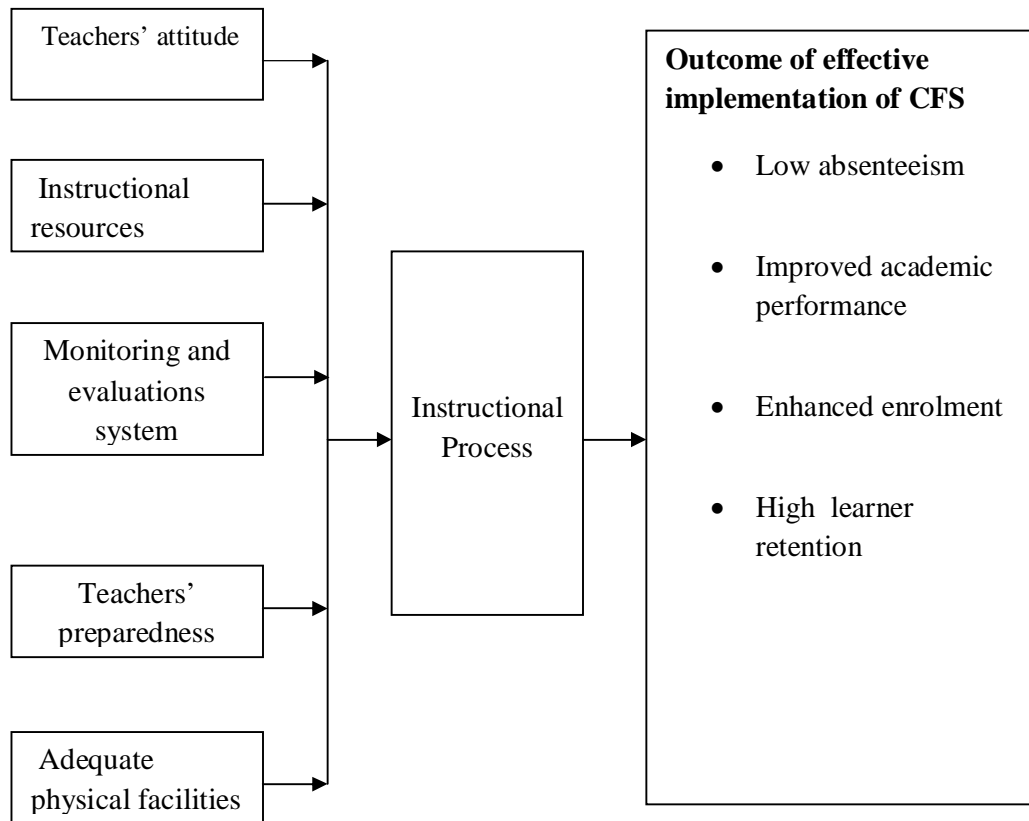 Teachers’ attitude
Instructional
resources
Monitoring and
evaluations
system
Teachers’
preparedness
Adequate
physical facilities
Instructional
Process
Outcome of effective
implementation of CFS
• Low absenteeism
• Improved academic
performance
• Enhanced enrolment
• High learner
retention